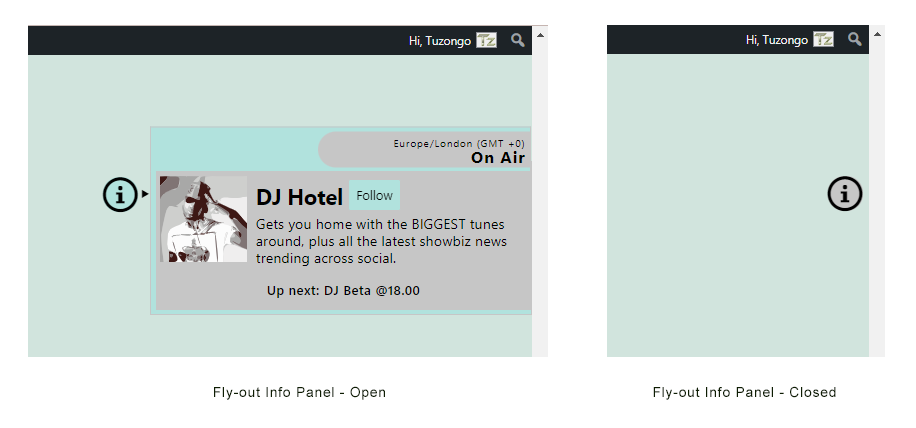 Hi, Tuzongo Tz
Europe/London (GMT +0)
On Air
DJ Hotel Follow
Gets you home with the BIGGEST tunes
around, plus all the latest showbiz news
trending across social.
Up next: DJ Beta @18.00
Fly-out Info Panel - Open
Hi, Tuzongo Tz
Fly-out Info Panel - Closed